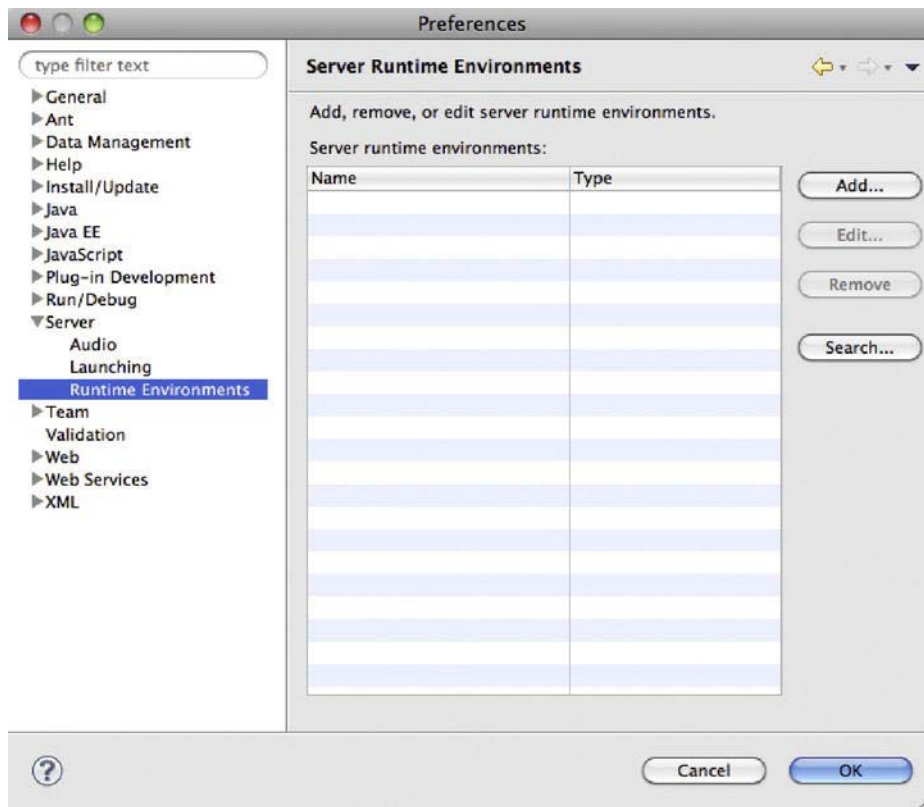 Preferences
type filter text
General
Ant
Data Management
Help
Install/Update
Java
Java EE
JavaScript
Plug-in Development
Run/Debug
Server
Audio
Launching
Runtime Environments
Team
Validation
Web
Web Services
XML
Server Runtime Environments
Add, remove, or edit server runtime environments.
Server runtime environments:
Name Type
Add...
Edit...
Remove
Search...
?
Cancel OK